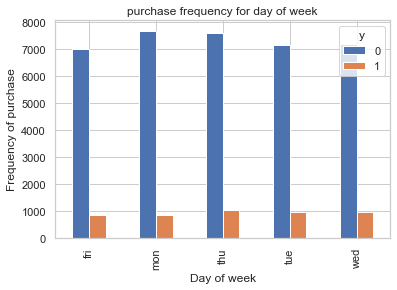 purchase frequency for day of week
8000
7000
6000
5000
4000
3000
2000
1000
0
Frequency of purchase
y
0
1
fri
mon
thu
tue
wed
Day of week